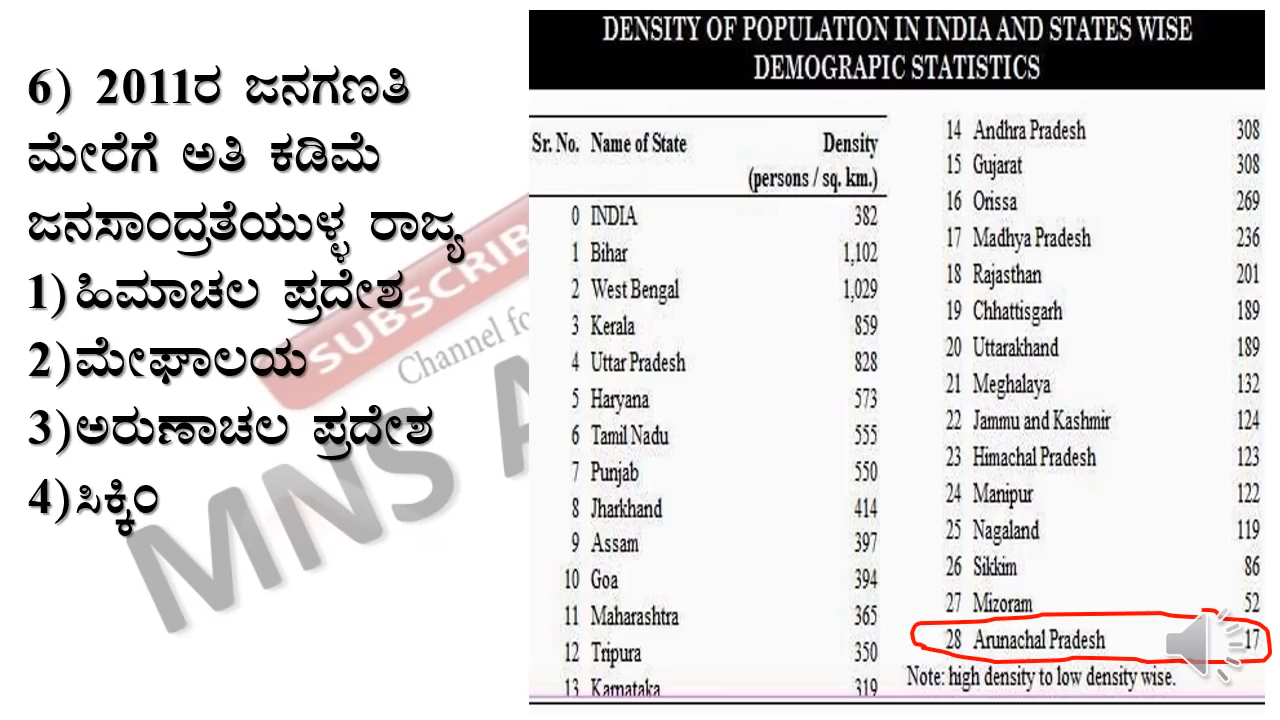 6) 2011ರ ಜನಗಣತಿ
ಮೇರೆಗೆ ಅತಿ ಕಡಿಮೆ
ಜನಸಾಂದ್ರತೆಯುಳ್ಳ ರಾಜ್ಯ
1)ಹಿಮಾಚಲ ಪ್ರದೇಶ
2)ಮೇಘಾಲಯ
3)ಅರುಣಾಚಲ ಪ್ರದೇಶ
4)ಸಿಕ್ಕಿಂ
SUBSCRIB
Channel fo
MNS A
DENSITY OF POPULATION IN INDIA AND STATES WISE
DEMOGRAPIC STATISTICS
Sr. No. Name of State Density
(persons / sq. km.)
0 INDIA 382
1 Bihar 1,102
2 West Bengal 1,029
3 Kerala 859
4 Uttar Pradesh 828
5 Haryana 573
6 Tamil Nadu 555
7 Punjab 550
8 Jharkhand 414
9 Assam 397
10 Goa 394
11 Maharashtra 365
12 Tripura 350
13 Karnataka 319
14 Andhra Pradesh 308
15 Gujarat 308
16 Orissa 269
17 Madhya Pradesh 236
18 Rajasthan 201
19 Chhattisgarh 189
20 Uttarakhand 189
21 Meghalaya 132
22 Jammu and Kashmir 124
23 Himachal Pradesh 123
24 Manipur 122
25 Nagaland 119
26 Sikkim 86
27 Mizoram 52
28 Arunachal Pradesh 17
Note: high density to low density wise.